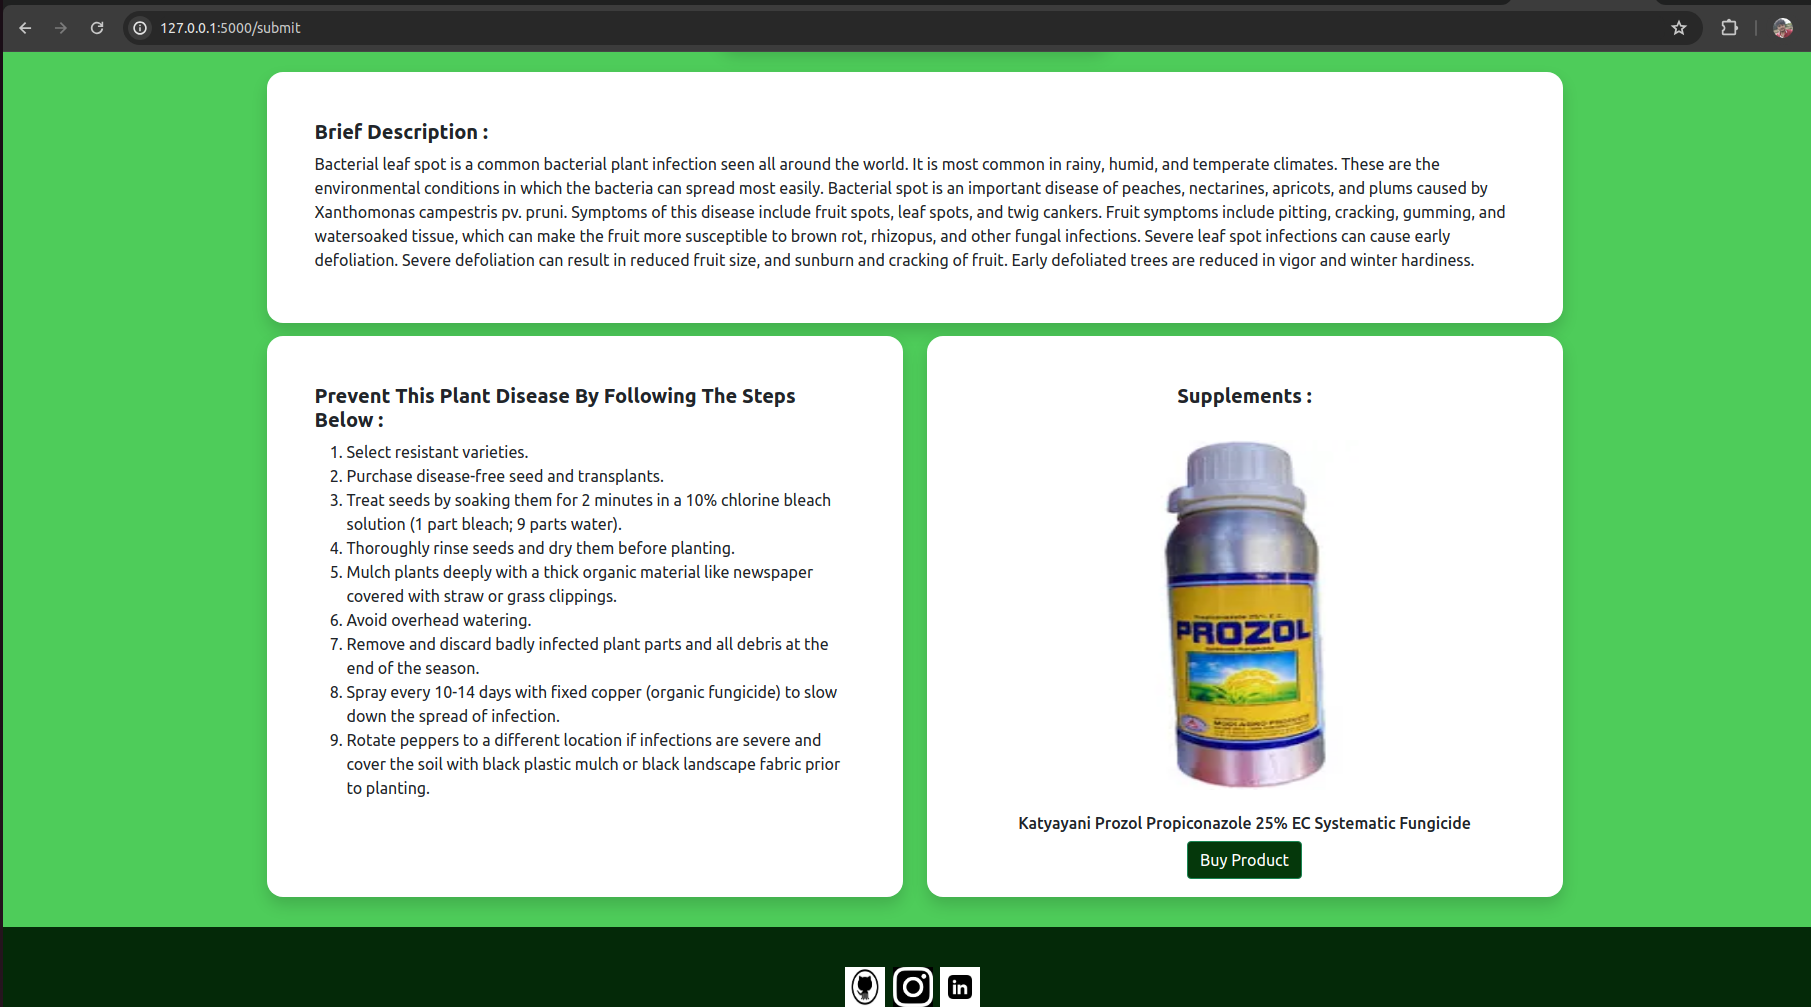 127.0.0.1:5000/submit
Brief Description :
Bacterial leaf spot is a common bacterial plant infection seen all around the world. It is most common in rainy, humid, and temperate climates. These are the
environmental conditions in which the bacteria can spread most easily. Bacterial spot is an important disease of peaches, nectarines, apricots, and plums caused by
Xanthomonas campestris pv. pruni. Symptoms of this disease include fruit spots, leaf spots, and twig cankers. Fruit symptoms include pitting, cracking, gumming, and
watersoaked tissue, which can make the fruit more susceptible to brown rot, rhizopus, and other fungal infections. Severe leaf spot infections can cause early
defoliation. Severe defoliation can result in reduced fruit size, and sunburn and cracking of fruit. Early defoliated trees are reduced in vigor and winter hardiness.
Prevent This Plant Disease By Following The Steps
Below :
1. Select resistant varieties.
2. Purchase disease-free seed and transplants.
3. Treat seeds by soaking them for 2 minutes in a 10% chlorine bleach
solution (1 part bleach; 9 parts water).
4. Thoroughly rinse seeds and dry them before planting.
5. Mulch plants deeply with a thick organic material like newspaper
covered with straw or grass clippings.
6. Avoid overhead watering.
7. Remove and discard badly infected plant parts and all debris at the
end of the season.
8. Spray every 10-14 days with fixed copper (organic fungicide) to slow
down the spread of infection.
9. Rotate peppers to a different location if infections are severe and
cover the soil with black plastic mulch or black landscape fabric prior
to planting.
Supplements :
PROZOL
Katyayani Prozol Propiconazole 25% EC Systematic Fungicide
Buy Product
in